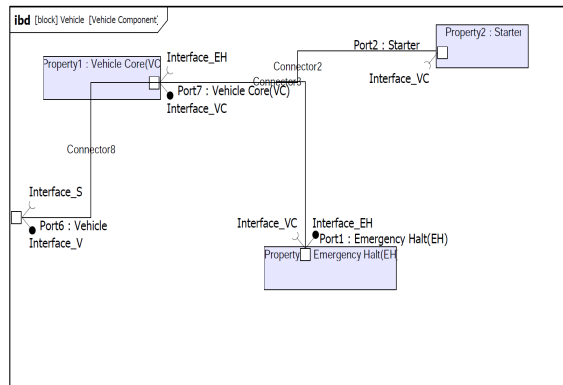 ibd [block] Vehicle [Vehicle Component]
Property2 : Starter
Port2 : Starter
Interface_VC
Interface_EH
Property1 : Vehicle Core(VC
Connector2
Connector3
Port7 : Vehicle Core(VC)
Interface_VC
Connector8
Interface_S
Port6 : Vehicle
Interface_V
Interface_VC
Interface_EH
Port1 : Emergency Halt(EH)
Property
Emergency Halt(EH